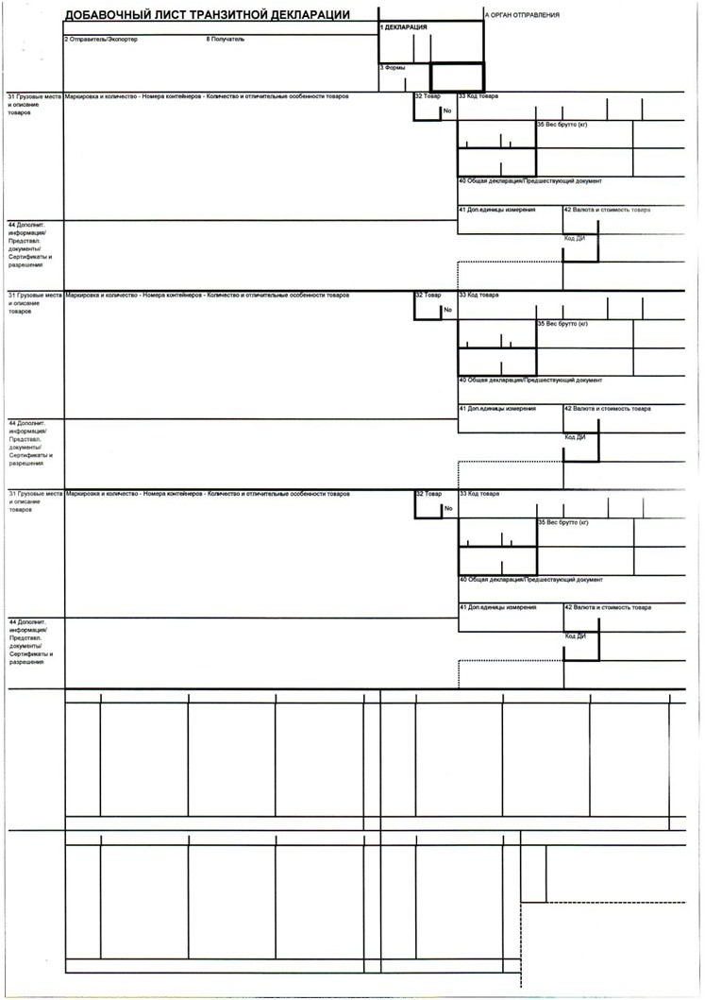 ДОБАВОЧНЫЙ ЛИСТ ТРАНЗИТНОЙ ДЕКЛАРАЦИИ
А ОРГАН ОТПРАВЛЕНИЯ
1 ДЕКЛАРАЦИЯ
2 Отправитель/Экспортер 8 Получатель
3 Формы
31 Грузовые места
и описание
товаров
Маркировка и количество - Номера контейнеров - Количество и отличительные особенности товаров
32 Товар
No
33 Код товара
35 Вес брутто (кг)
40 Общая декларация/Предшествующий документ
41 Доп.единицы измерения
42 Валюта и стоимость товара
Код ДИ
44 Дополнит.
информация/
Представл.
документы/
Сертификаты и
разрешения
31 Грузовые места
и описание
товаров
Маркировка и количество - Номера контейнеров - Количество и отличительные особенности товаров
32 Товар
No
33 Код товара
35 Вес брутто (кг)
40 Общая декларация/Предшествующий документ
41 Доп.единицы измерения
42 Валюта и стоимость товара
Код ДИ
44 Дополнит.
информация/
Представл.
документы/
Сертификаты и
разрешения
31 Грузовые места
и описание
товаров
Маркировка и количество - Номера контейнеров - Количество и отличительные особенности товаров
32 Товар
No
33 Код товара
35 Вес брутто (кг)
40 Общая декларация/Предшествующий документ
41 Доп.единицы измерения
42 Валюта и стоимость товара
Код ДИ
44 Дополнит.
информация/
Представл.
документы/
Сертификаты и
разрешения